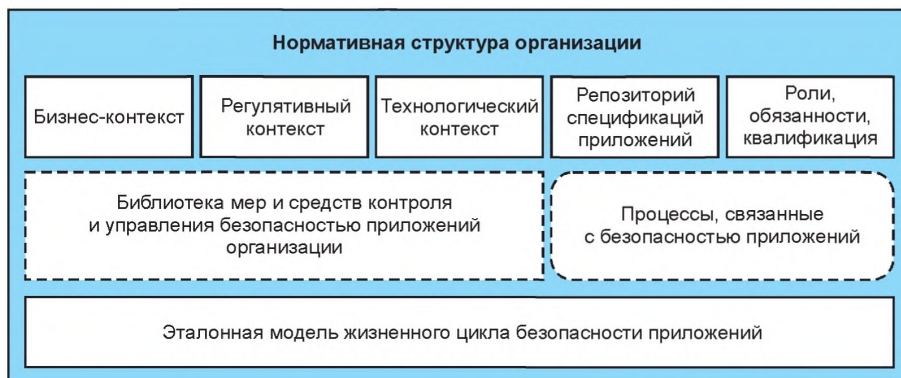 Нормативная структура организации
Бизнес-контекст
Регулятивный
контекст
Технологический
контекст
Репозиторий
спецификаций
приложений
Роли,
обязанности,
квалификация
Библиотека мер и средств контроля
и управления безопасностью приложений
организации
Процессы, связанные
с безопасностью приложений
Эталонная модель жизненного цикла безопасности приложений